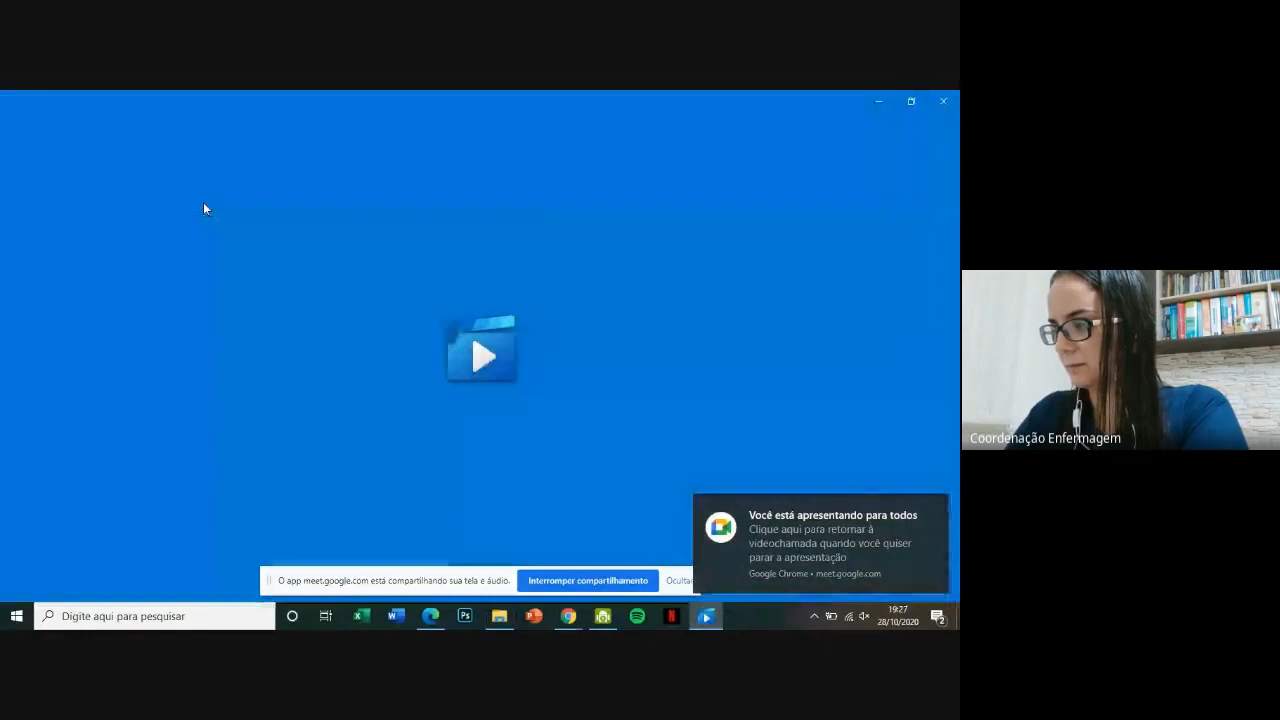 Coordenação Enfermagem
Você está apresentando para todos
Clique aqui para retornar à
videochamada quando você quiser
parar a apresentação
Google Chrome • meet.google.com
O app meet.google.com está compartilhando sua tela e áudio.
Interromper compartilhamento
Digite aqui para pesquisar
19:27
28/10/2020
2